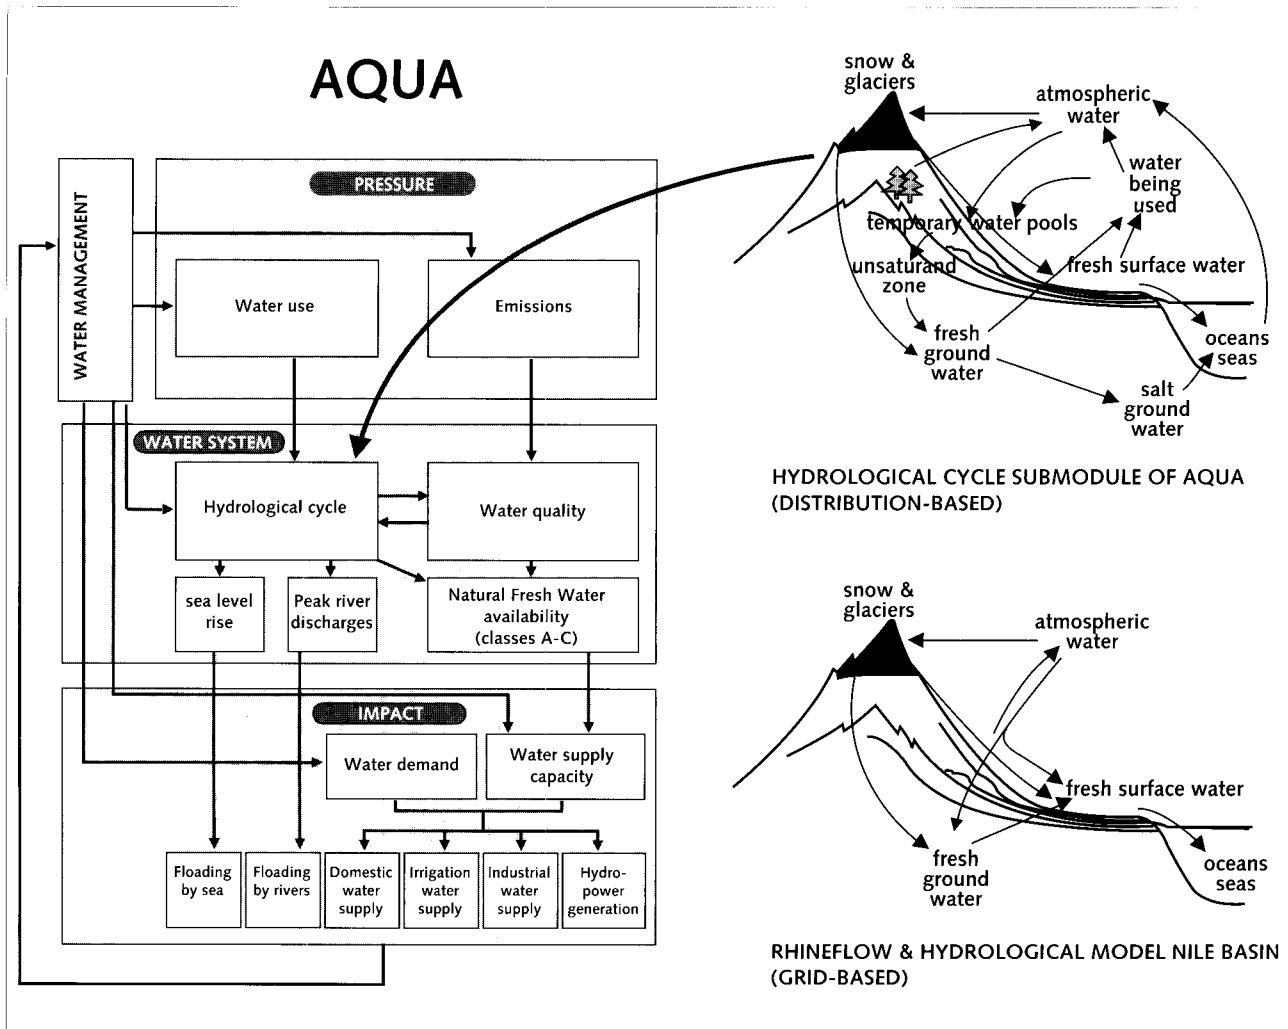 AQUA
WATER MANAGEMENT
PRESSURE
Water use
Emissions
WATER SYSTEM
Hydrological cycle
Water quality
sea level
rise
Peak river
discharges
Natural Fresh Water
availability
(classes A-C)
IMPACT
Water demand
Water supply
capacity
Floading
by sea
Floading
by rivers
Domestic
water
supply
Irrigation
water
supply
Industrial
water
supply
Hydro-
power
generation
snow &
glaciers
atmospheric
water
water
being
used
temporary water pools
unsaturand
zone
fresh surface water
fresh
ground
water
oceans
seas
salt
ground
water
HYDROLOGICAL CYCLE SUBMODULE OF AQUA
(DISTRIBUTION-BASED)
snow &
glaciers
atmospheric
water
fresh surface water
fresh
ground
water
oceans
seas
RHINEFLOW & HYDROLOGICAL MODEL NILE BASIN
(GRID-BASED)